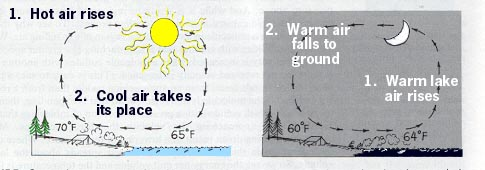 1. Hot air rises
2. Cool air takes
its place
70°F
65°F
2. Warm air
falls to
ground
1. Warm lake
air rises
60°F
64°F